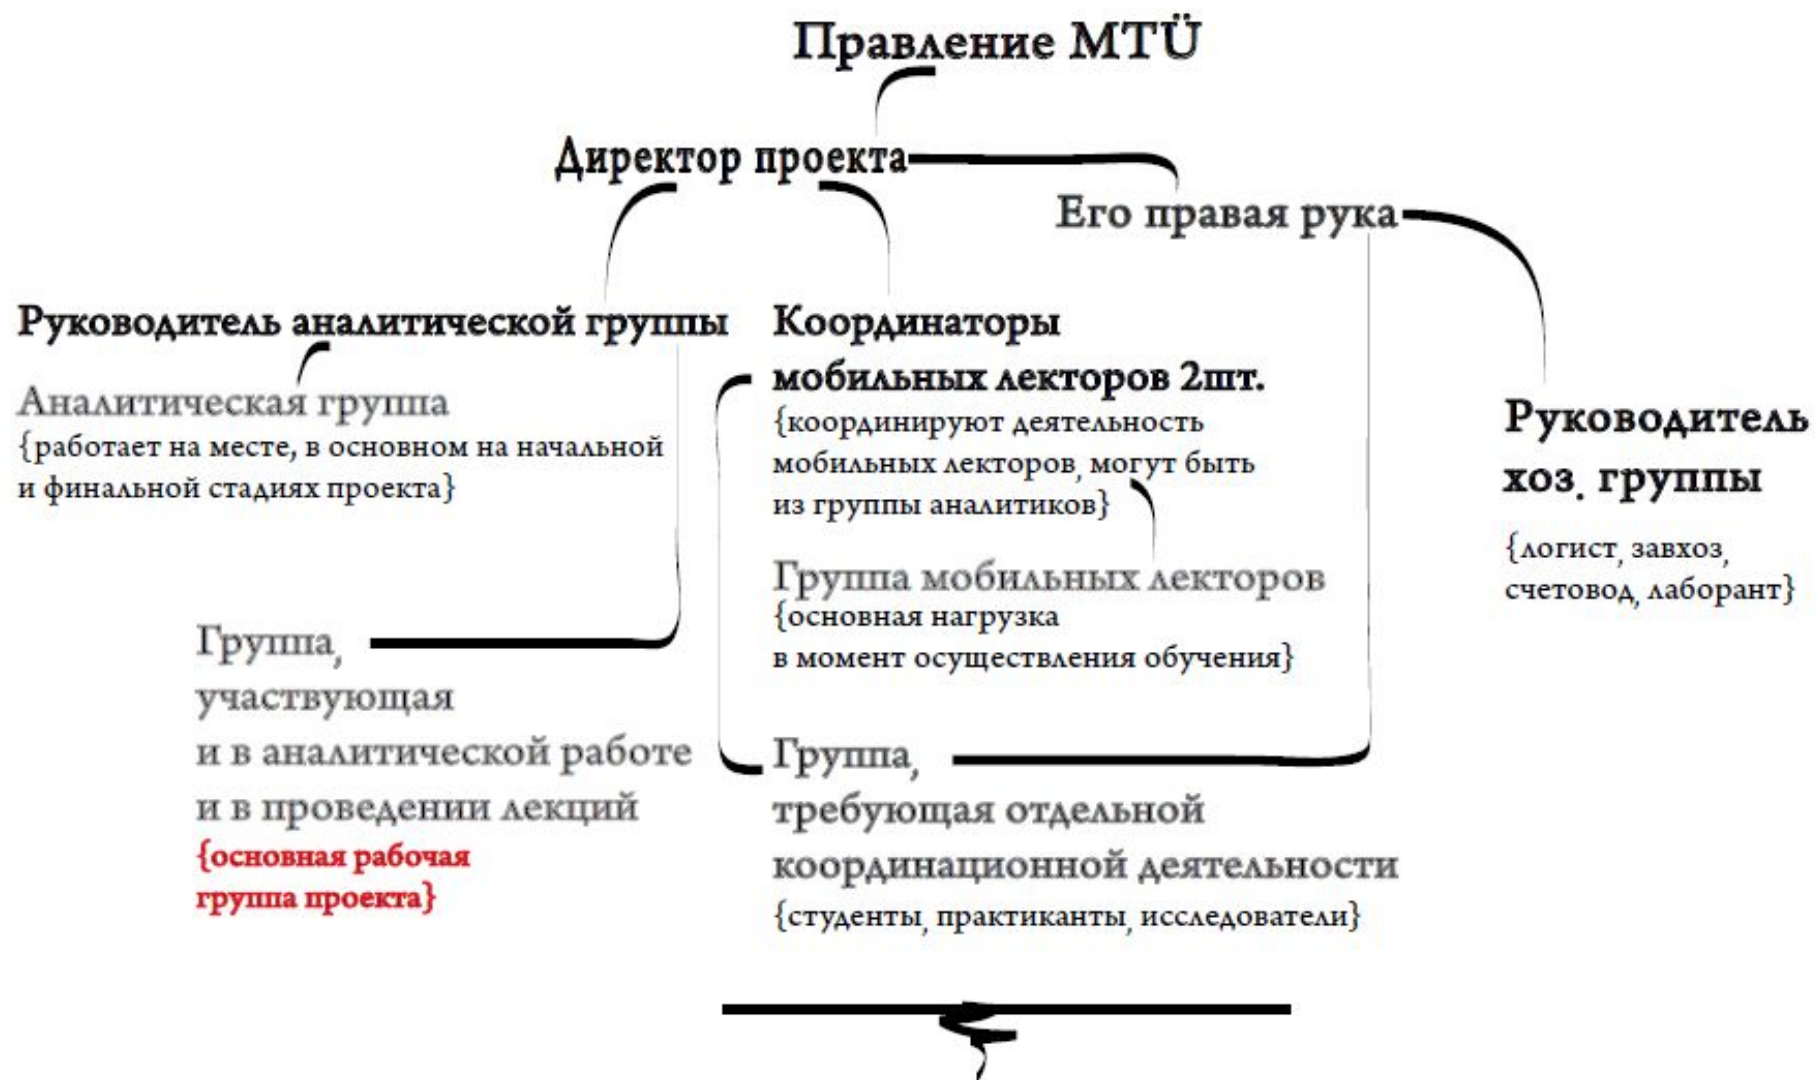 Правление MTÜ
Директор проекта
Его правая рука
Руководитель аналитической группы
Аналитическая группа
{работает на месте, в основном на начальной
и финальной стадиях проекта}
Группа,
участвующая
и в аналитической работе
и в проведении лекций
{основная рабочая
группа проекта}
Координаторы
мобильных лекторов 2шт.
{координируют деятельность
мобильных лекторов, могут быть
из группы аналитиков}
Группа мобильных лекторов
{основная нагрузка
в момент осуществления обучения}
Группа,
требующая отдельной
координационной деятельности
{студенты, практиканты, исследователи}
Руководитель
хоз. группы
{логист, завхоз,
счетовод, лаборант}